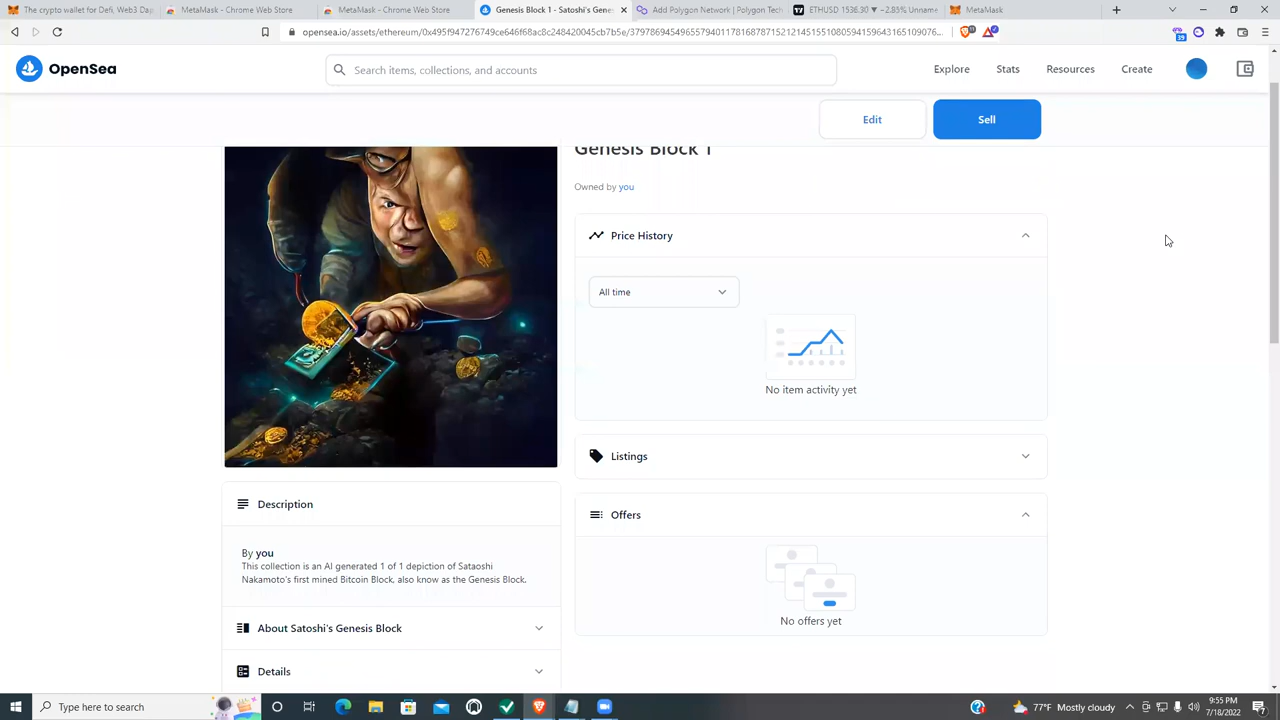 The crypto wallet for Defi, Web3 Da
MetaMask - Chrome Web Store
MetaMask - Chrome Web Store
Genesis Block 1 - Satoshi's Genes
Add Polygon Network | Polygon Tech
ETHUSD 1536.30 ▼ +2.85% Unname
MetaMask
opensea.io/assets/ethereum/0x495f947276749ce646f68ac8c248420045cb7b5e/37978694549655794011781687871521214515510805941596431651090 76...
OpenSea
Search items, collections, and accounts
Explore
Stats
Resources
Create
Edit
Sell
Genesis Block 1
Owned by you
Price History
All time
No item activity yet
Listings
Offers
No offers yet
Description
By you
This collection is an AI generated 1 of 1 depiction of Sataoshi
Nakamoto's first mined Bitcoin Block, also know as the Genesis Block.
About Satoshi's Genesis Block
Details
Type here to search
77°F Mostly cloudy
9:55 PM
7/18/2022